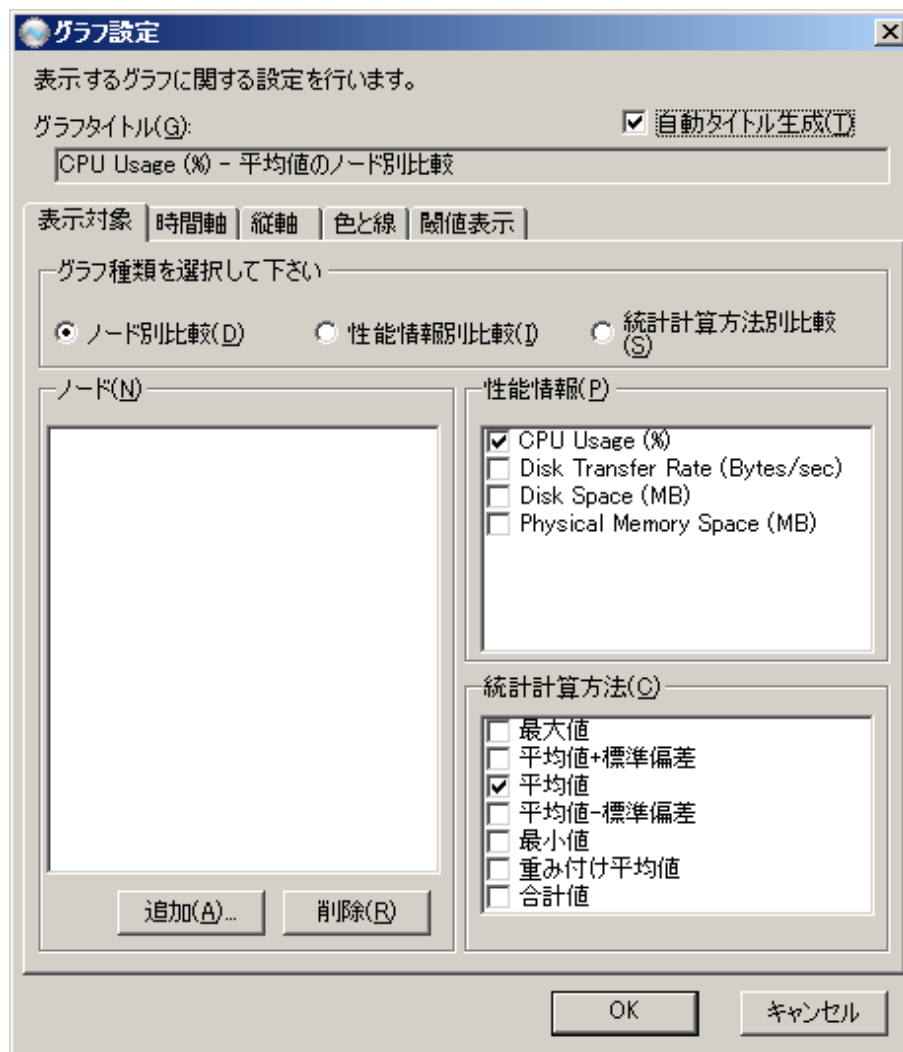 グラフ設定
表示するグラフに関する設定を行います。
グラフタイトル(G):
自動タイトル生成(T)
CPU Usage (%) - 平均値のノード別比較
表示対象
時間軸
縦軸
色と線
閾値表示
グラフ種類を選択して下さい
ノード別比較(D)
性能情報別比較(I)
統計計算方法別比較
(S)
ノード(N)
性能情報(P)
CPU Usage (%)
Disk Transfer Rate (Bytes/sec)
Disk Space (MB)
Physical Memory Space (MB)
統計計算方法(C)
最大値
平均値+標準偏差
平均値
平均値-標準偏差
最小値
重み付け平均値
合計値
追加(A)...
削除(R)
OK
キャンセル